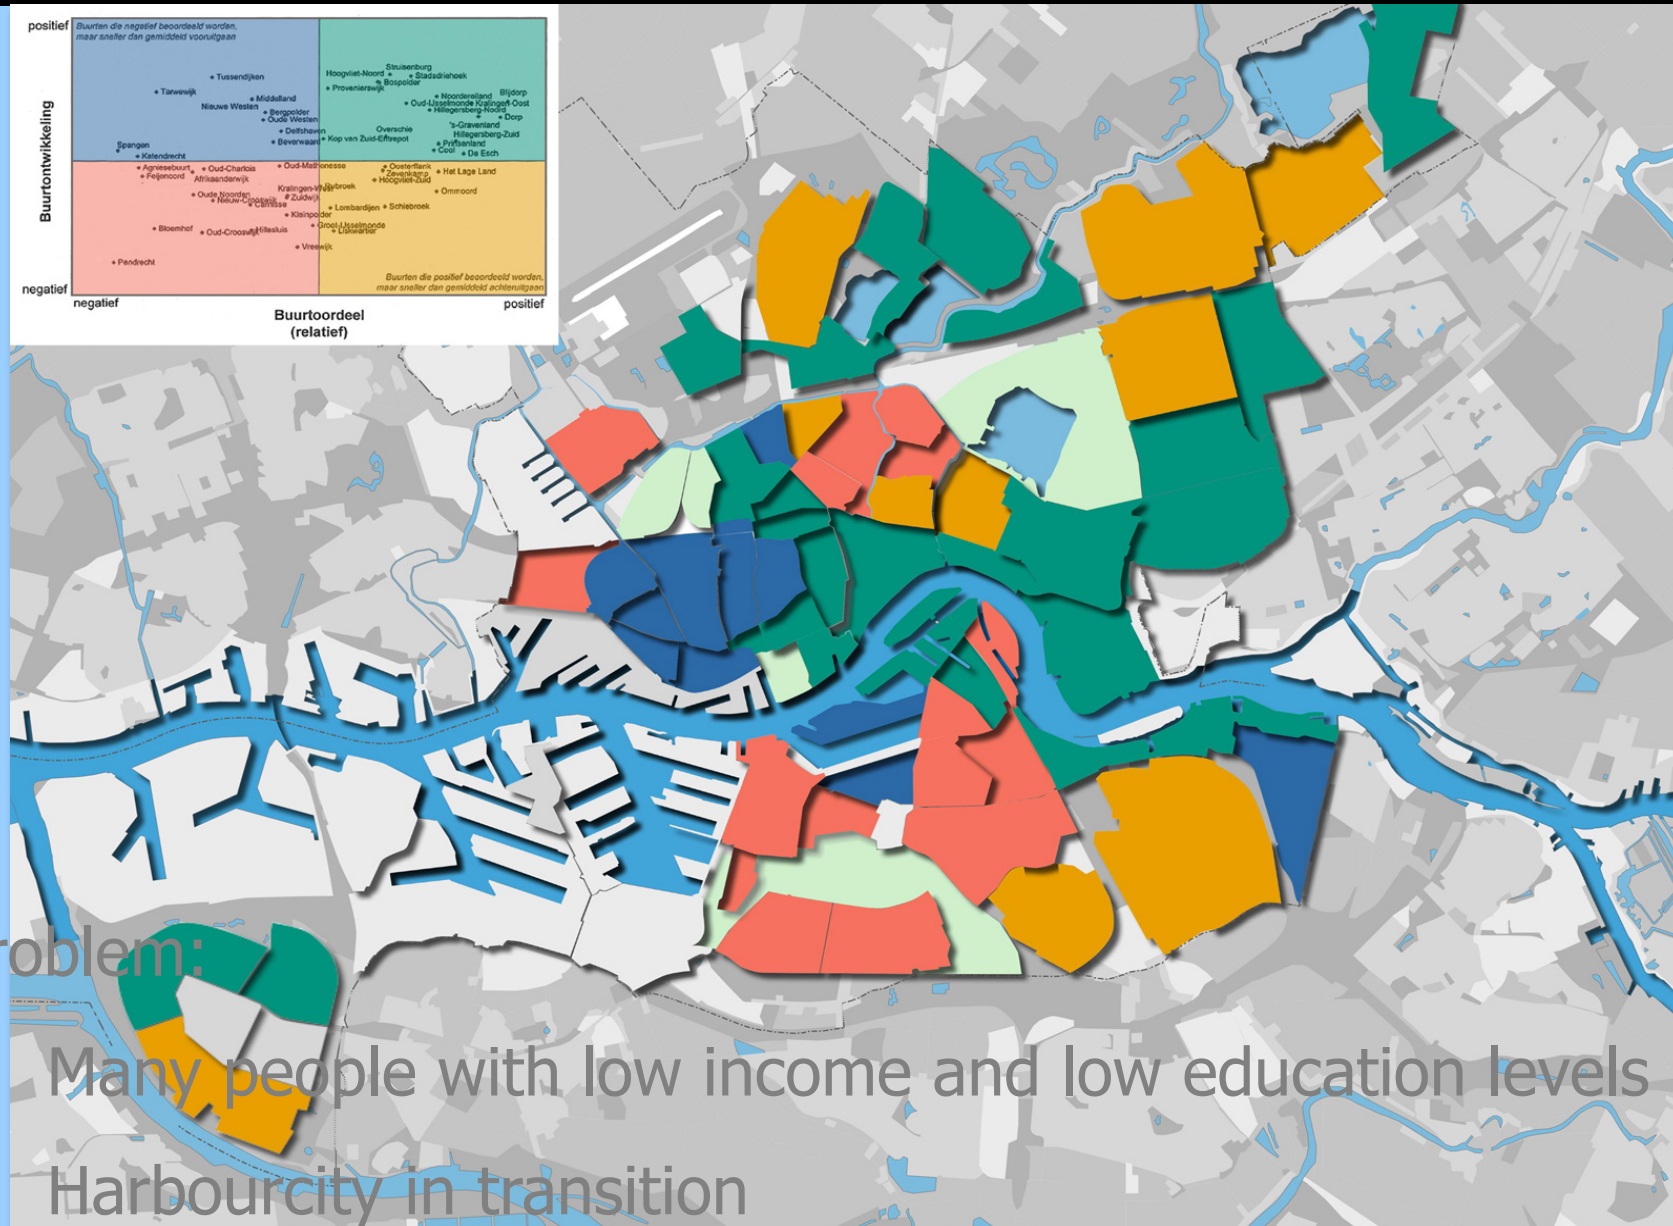 positief
Buurten die negatief beoordeeld worden,
maar sneller dan gemiddeld vooruitgaan
Struisenburg
Hoogvliet-Noord
Stadsdriehoek
Tussendijken
Bospolder
Provenierswijk
Tarwewijk
Middelland
Noordereiland
Blijdorp
Nieuwe Westen
Oud-IJsselmonde
Kralingen-Oost
Bergpolder
Hillegersberg-Noord
Oude Westen
Dorp
's-Gravenland
Delfshaven
Overschie
Hillegersberg-Zuid
Beverwaard
Kop van Zuid-Entrepot
Prinsenland
Spangen
Cool
De Esch
Katendrecht
Agniesebuurt
Oud-Charlois
Oud-Mathenesse
Oosterflank
Feijenoord
Zevenkamp
Het Lage Land
Afrikaanderwijk
Hoogvliet-Zuid
Kralingen-West
Ommoord
Oude Noorden
Zuidwijk
Nieuw-Crooswijk
Carnisse
Lombardijen
Schiebroek
Kleinpolder
Bloemhof
Groot-IJsselmonde
Oud-Crooswijk
Hillesluis
Liskwartier
Vreewijk
Pendrecht
Buurten die positief beoordeeld worden,
maar sneller dan gemiddeld achteruitgaan
negatief
negatief
positief
Buurtontwikkeling
Buurtoordeel
(relatief)
oblem:
Many people with low income and low education levels
Harbourcity in transition